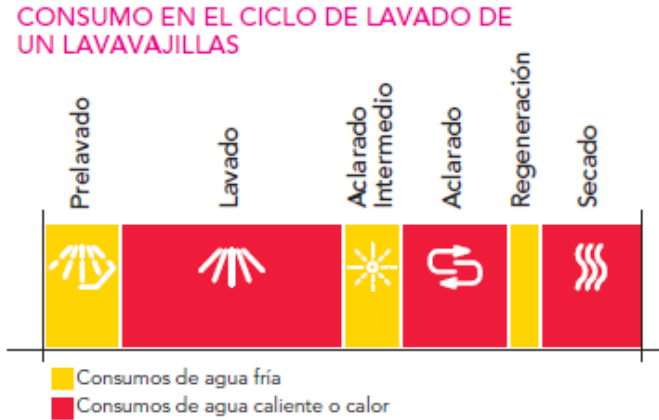 CONSUMO EN EL CICLO DE LAVADO DE
UN LAVAVAJILLAS
Prelavado
Lavado
Aclarado
Intermedio
Aclarado
Regeneración
Secado
Consumos de agua fría
Consumos de agua caliente o calor